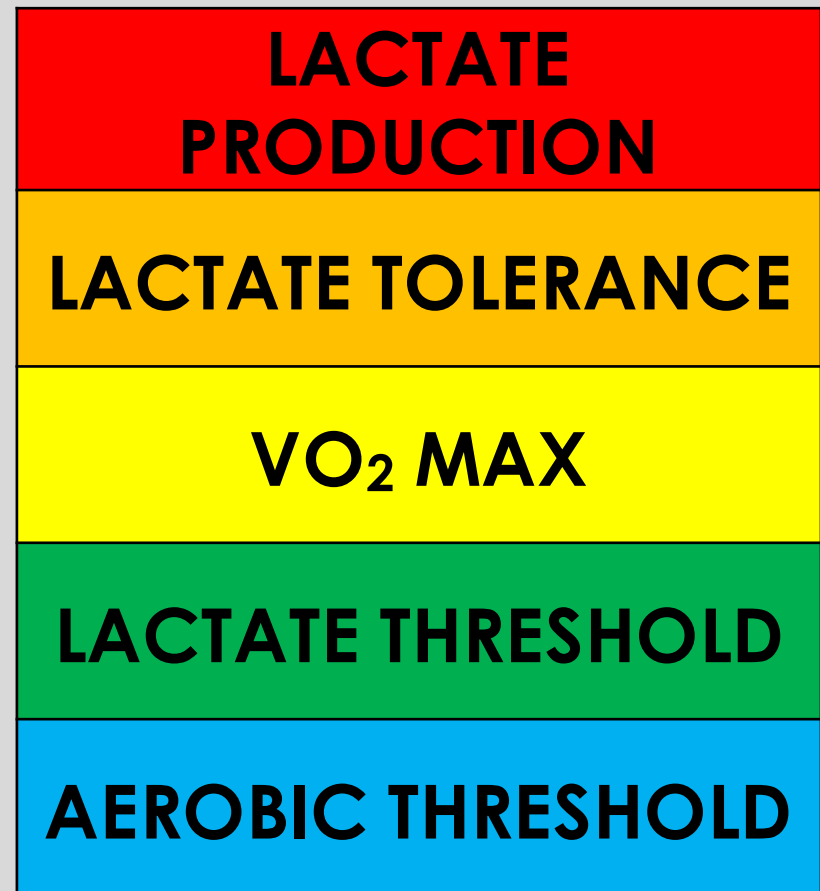 LACTATE
PRODUCTION
LACTATE TOLERANCE
VO₂ MAX
LACTATE THRESHOLD
AEROBIC THRESHOLD